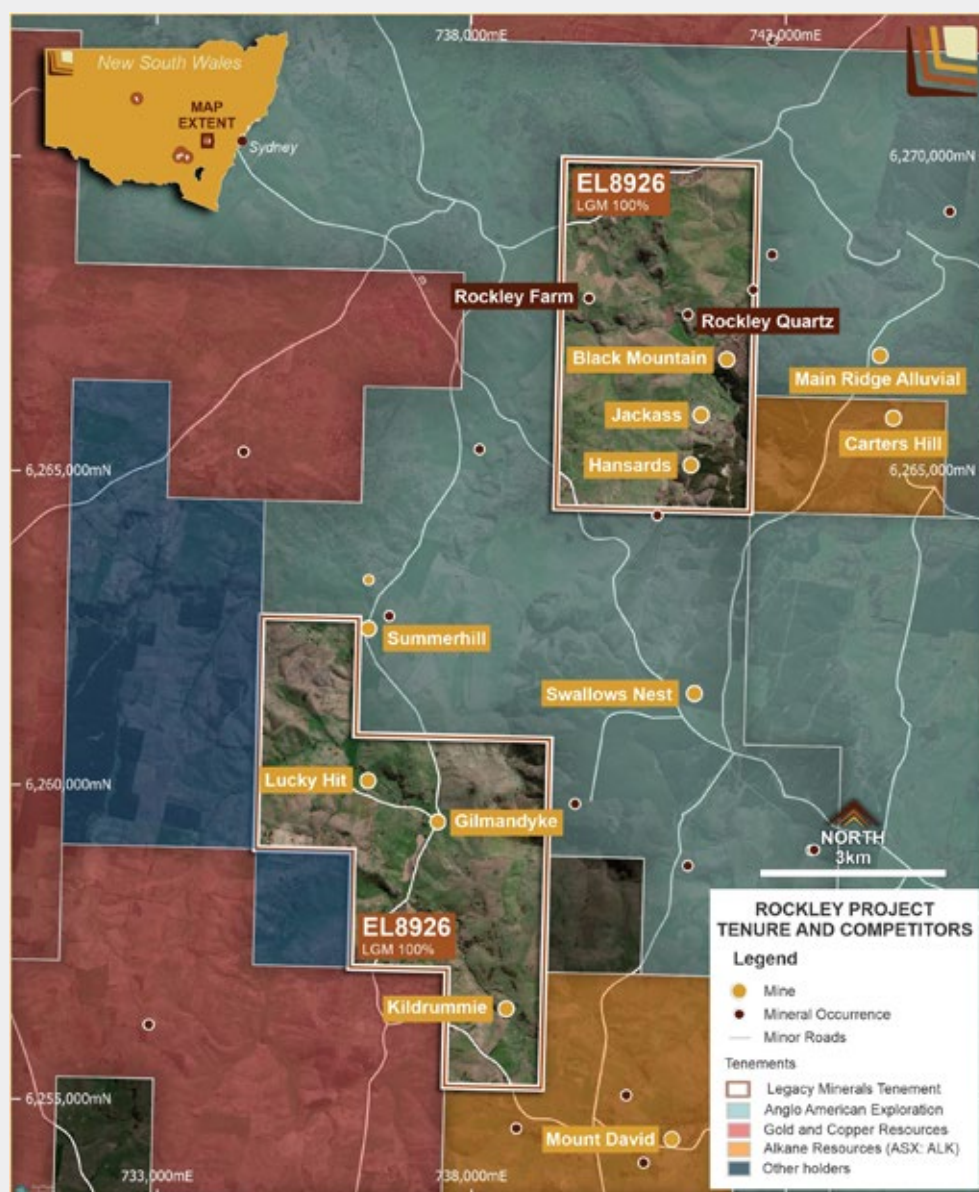 738,000mE
743,000mE
New South Wales
MAP
EXTENT
Sydney
6,270,000mN
EL8926
LGM 100%
Rockley Farm
Rockley Quartz
Black Mountain
Main Ridge Alluvial
Jackass
Carters Hill
Hansards
6,265,000mN
6,265,000mN
Summerhill
Swallows Nest
Lucky Hit
6,260,000mN
Gilmandyke
NORTH
3km
EL8926
LGM 100%
Kildrummie
6,255,000mN
Mount David
733,000mE
738,000mE
ROCKLEY PROJECT
TENURE AND COMPETITORS
Legend
Mine
Mineral Occurrence
Minor Roads
Tenements
Legacy Minerals Tenement
Anglo American Exploration
Gold and Copper Resources
Alkane Resources (ASX: ALK)
Other holders